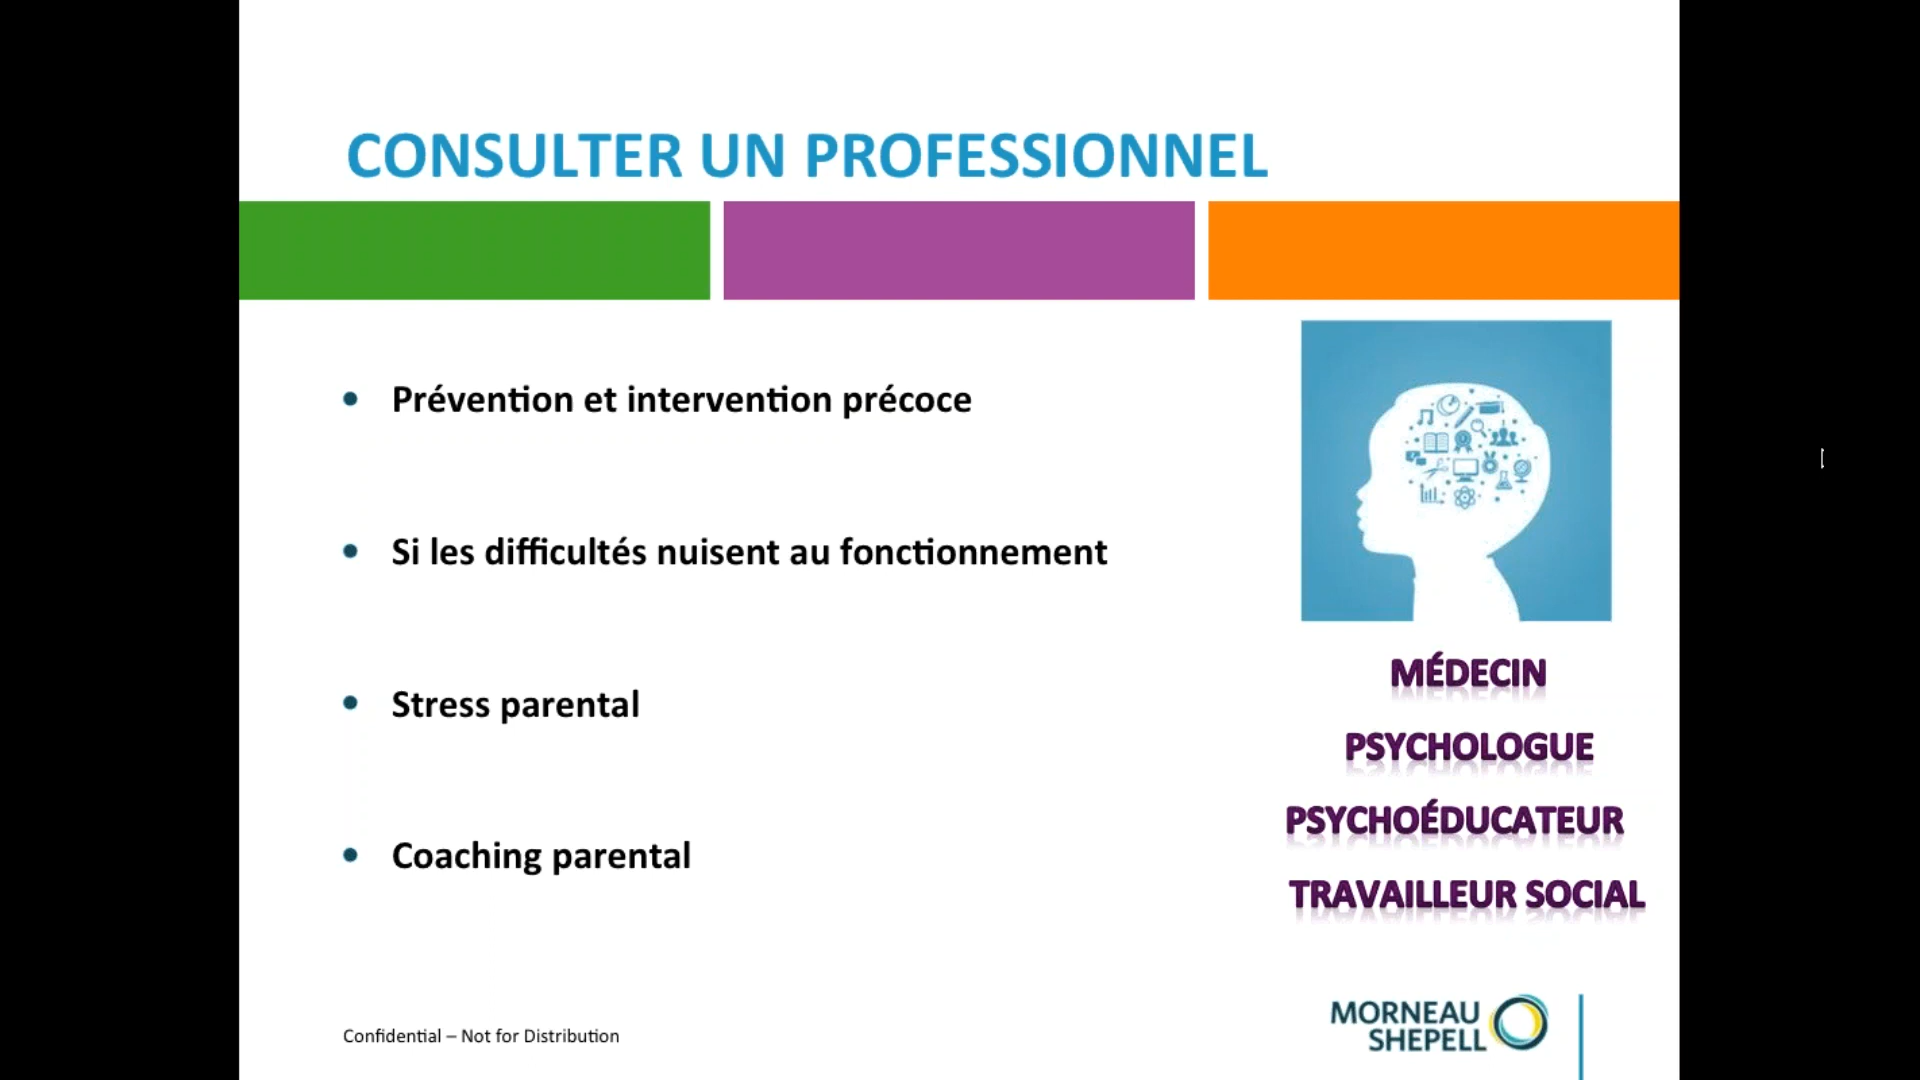 CONSULTER UN PROFESSIONNEL
• Prévention et intervention précoce
• Si les difficultés nuisent au fonctionnement
• Stress parental
• Coaching parental
MÉDECIN
PSYCHOLOGUE
PSYCHOÉDUCATEUR
TRAVAILLEUR SOCIAL
Confidential – Not for Distribution
MORNEAU
SHEPELL